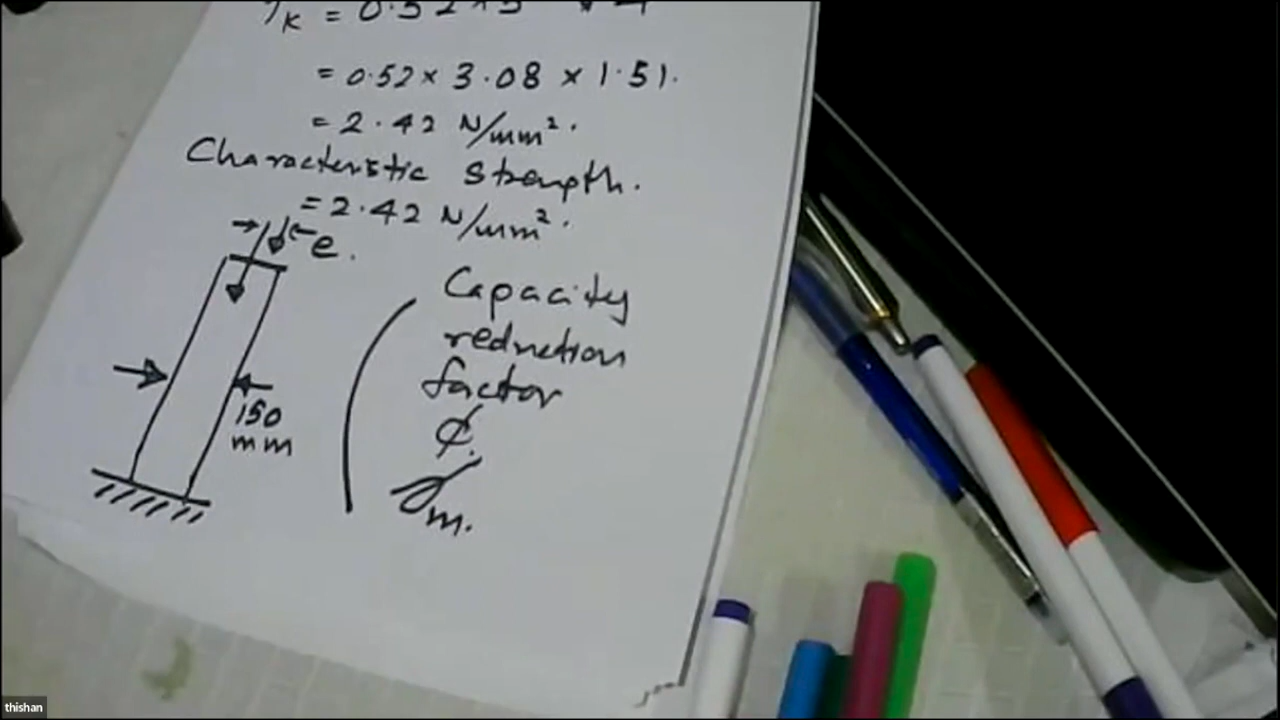 = 0.52 × 3.08 × 1.51.
= 2.42 N/mm².
Characteristic Strength.
= 2.42 N/mm².
e.
150
mm
Capacity
reduction
factor
ϕ.
m.
thishan